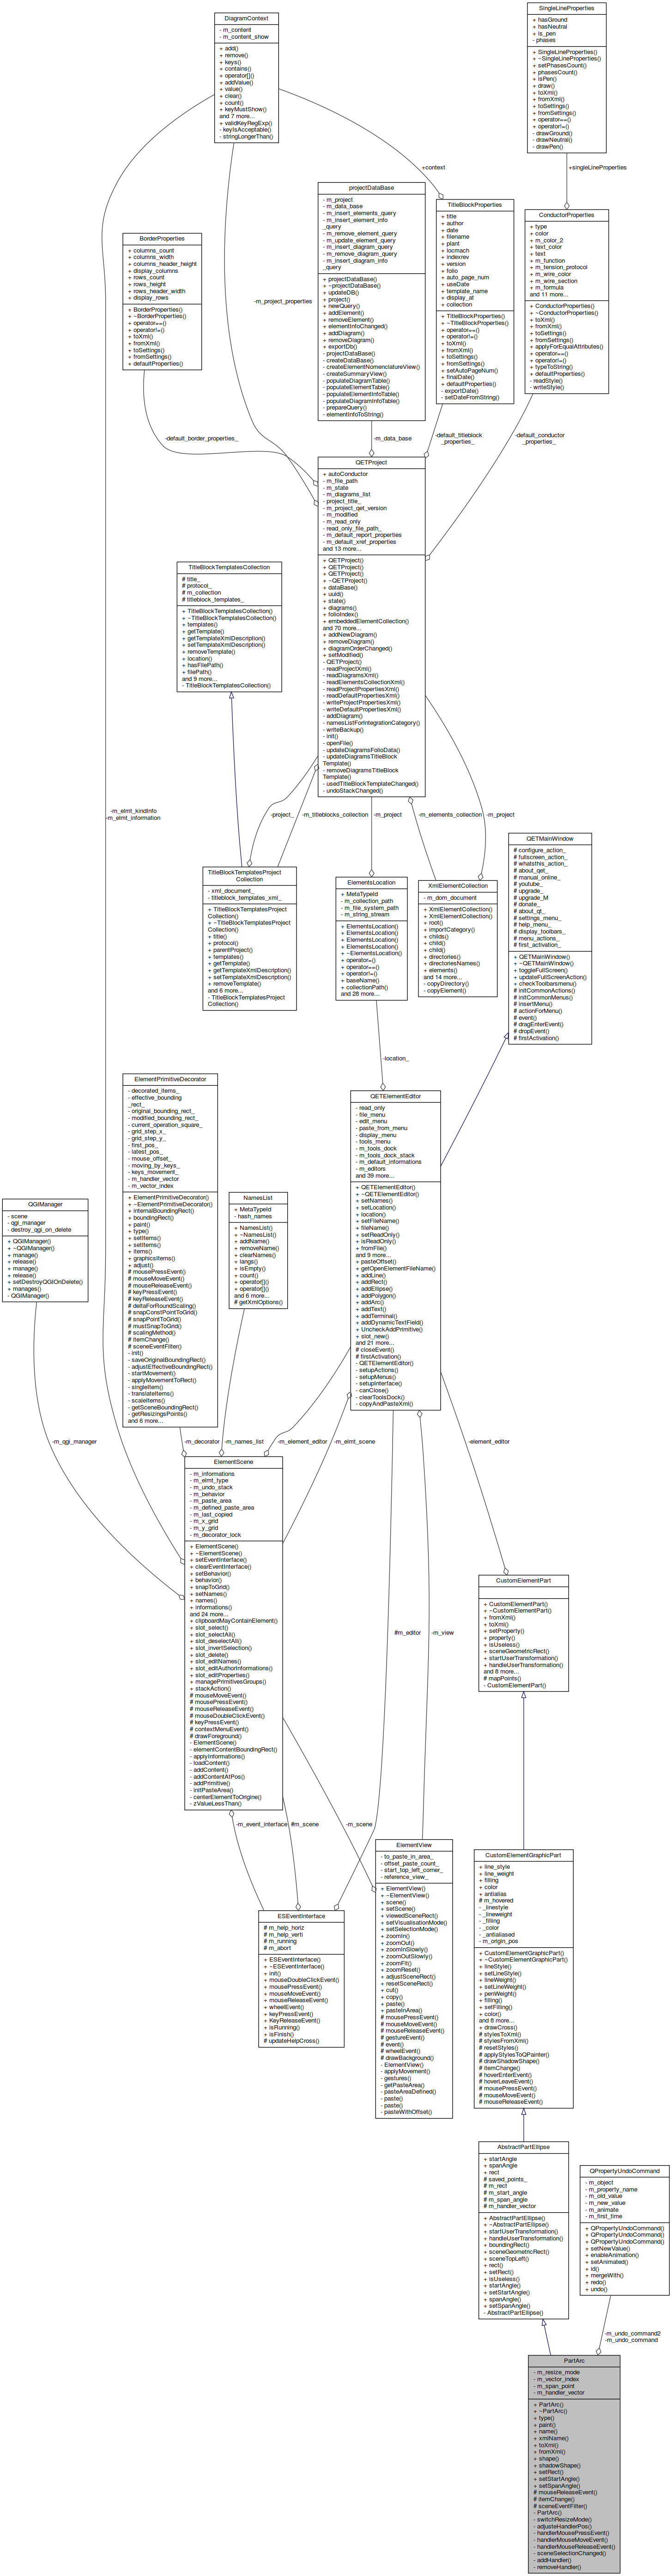 DiagramContext
- m_content
- m_content_show
+ add()
+ remove()
+ keys()
+ contains()
+ operator[]()
+ addValue()
+ value()
+ clear()
+ count()
+ keyMustShow()
and 7 more...
+ validKeyRegExp()
- keyIsAcceptable()
- stringLongerThan()
SingleLineProperties
+ hasGround
+ hasNeutral
+ is_pen
- phases
+ SingleLineProperties()
+ ~SingleLineProperties()
+ setPhasesCount()
+ phasesCount()
+ isPen()
+ draw()
+ toXml()
+ fromXml()
+ toSettings()
+ fromSettings()
+ operator==()
+ operator!=()
- drawGround()
- drawNeutral()
- drawPen()
+context
+singleLineProperties
projectDataBase
- m_project
- m_data_base
- m_insert_elements_query
- m_insert_element_info
_query
- m_remove_element_query
- m_update_element_query
- m_insert_diagram_query
- m_remove_diagram_query
- m_insert_diagram_info
_query
+ projectDataBase()
+ ~projectDataBase()
+ updateDB()
+ project()
+ newQuery()
+ addElement()
+ removeElement()
+ elementInfoChanged()
+ addDiagram()
+ removeDiagram()
+ exportDb()
- projectDataBase()
- createDataBase()
- createElementNomenclatureView()
- createSummaryView()
- populateDiagramTable()
- populateElementTable()
- populateElementInfoTable()
- populateDiagramInfoTable()
- prepareQuery()
- elementInfoToString()
TitleBlockProperties
+ title
+ author
+ date
+ filename
+ plant
+ locmach
+ indexrev
+ version
+ folio
+ auto_page_num
+ useDate
+ template_name
+ display_at
+ collection
+ TitleBlockProperties()
+ ~TitleBlockProperties()
+ operator==()
+ operator!=()
+ toXml()
+ fromXml()
+ toSettings()
+ fromSettings()
+ setAutoPageNum()
+ finalDate()
+ defaultProperties()
- exportDate()
- setDateFromString()
ConductorProperties
+ type
+ color
+ m_color_2
+ text_color
+ text
+ m_function
+ m_tension_protocol
+ m_wire_color
+ m_wire_section
+ m_formula
and 11 more...
+ ConductorProperties()
+ ~ConductorProperties()
+ toXml()
+ fromXml()
+ toSettings()
+ fromSettings()
+ applyForEqualAttributes()
+ operator==()
+ operator!=()
+ typeToString()
+ defaultProperties()
- readStyle()
- writeStyle()
BorderProperties
+ columns_count
+ columns_width
+ columns_header_height
+ display_columns
+ rows_count
+ rows_height
+ rows_header_width
+ display_rows
+ BorderProperties()
+ ~BorderProperties()
+ operator==()
+ operator!=()
+ toXml()
+ fromXml()
+ toSettings()
+ fromSettings()
+ defaultProperties()
-m_project_properties
-default_border_properties_
-m_data_base
-default_titleblock
_properties_
-default_conductor
_properties_
QETProject
+ autoConductor
- m_file_path
- m_state
- m_diagrams_list
- project_title_
- m_project_qet_version
- m_modified
- m_read_only
- read_only_file_path_
- m_default_report_properties
- m_default_xref_properties
and 13 more...
+ QETProject()
+ QETProject()
+ QETProject()
+ ~QETProject()
+ dataBase()
+ uuid()
+ state()
+ diagrams()
+ folioIndex()
+ embeddedElementCollection()
and 70 more...
+ addNewDiagram()
+ removeDiagram()
+ diagramOrderChanged()
+ setModified()
- QETProject()
- readProjectXml()
- readDiagramsXml()
- readElementsCollectionXml()
- readProjectPropertiesXml()
- readDefaultPropertiesXml()
- writeProjectPropertiesXml()
- writeDefaultPropertiesXml()
- addDiagram()
- namesListForIntegrationCategory()
- writeBackup()
- init()
- openFile()
- updateDiagramsFolioData()
- updateDiagramsTitleBlock
Template()
- removeDiagramsTitleBlock
Template()
- usedTitleBlockTemplateChanged()
- undoStackChanged()
TitleBlockTemplatesCollection
# title_
# protocol_
# m_collection
# titleblock_templates_
+ TitleBlockTemplatesCollection()
+ ~TitleBlockTemplatesCollection()
+ templates()
+ getTemplate()
+ getTemplateXmlDescription()
+ setTemplateXmlDescription()
+ removeTemplate()
+ location()
+ hasFilePath()
+ filePath()
and 9 more...
- TitleBlockTemplatesCollection()
-m_elmt_kindInfo
-m_elmt_information
-project_
-m_titleblocks_collection
-m_project
-m_elements_collection
-m_project
TitleBlockTemplatesProject
Collection
- xml_document_
- titleblock_templates_xml_
+ TitleBlockTemplatesProject
Collection()
+ ~TitleBlockTemplatesProject
Collection()
+ title()
+ protocol()
+ parentProject()
+ templates()
+ getTemplate()
+ getTemplateXmlDescription()
+ setTemplateXmlDescription()
+ removeTemplate()
and 6 more...
- TitleBlockTemplatesProject
Collection()
ElementsLocation
+ MetaTypeId
- m_collection_path
- m_file_system_path
- m_string_stream
+ ElementsLocation()
+ ElementsLocation()
+ ElementsLocation()
+ ElementsLocation()
+ ~ElementsLocation()
+ operator=()
+ operator==()
+ operator!=()
+ baseName()
+ collectionPath()
and 28 more...
XmlElementCollection
- m_dom_document
+ XmlElementCollection()
+ XmlElementCollection()
+ root()
+ importCategory()
+ childs()
+ child()
+ child()
+ directories()
+ directoriesNames()
+ elements()
and 14 more...
- copyDirectory()
- copyElement()
QETMainWindow
# configure_action_
# fullscreen_action_
# whatsthis_action_
# about_qet_
# manual_online_
# youtube_
# upgrade_
# upgrade_M
# donate_
# about_qt_
# settings_menu_
# help_menu_
# display_toolbars_
# menu_actions_
# first_activation_
+ QETMainWindow()
+ ~QETMainWindow()
+ toggleFullScreen()
+ updateFullScreenAction()
+ checkToolbarsmenu()
# initCommonActions()
# initCommonMenus()
# insertMenu()
# actionForMenu()
# event()
# dragEnterEvent()
# dropEvent()
# firstActivation()
-location_
ElementPrimitiveDecorator
- decorated_items_
- effective_bounding
_rect_
- original_bounding_rect_
- modified_bounding_rect_
- current_operation_square_
- grid_step_x_
- grid_step_y_
- first_pos_
- latest_pos_
- mouse_offset_
- moving_by_keys_
- keys_movement_
- m_handler_vector
- m_vector_index
+ ElementPrimitiveDecorator()
+ ~ElementPrimitiveDecorator()
+ internalBoundingRect()
+ boundingRect()
+ paint()
+ type()
+ setItems()
+ setItems()
+ items()
+ graphicsItems()
+ adjust()
# mousePressEvent()
# mouseMoveEvent()
# mouseReleaseEvent()
# keyPressEvent()
# keyReleaseEvent()
# deltaForRoundScaling()
# snapConstPointToGrid()
# snapPointToGrid()
# mustSnapToGrid()
# scalingMethod()
# itemChange()
# sceneEventFilter()
- init()
- saveOriginalBoundingRect()
- adjustEffectiveBoundingRect()
- startMovement()
- applyMovementToRect()
- singleItem()
- translateItems()
- scaleItems()
- getSceneBoundingRect()
- getResizingsPoints()
and 6 more...
QETElementEditor
- read_only
- file_menu
- edit_menu
- paste_from_menu
- display_menu
- tools_menu
- m_tools_dock
- m_tools_dock_stack
- m_default_informations
- m_editors
and 39 more...
+ QETElementEditor()
+ ~QETElementEditor()
+ setNames()
+ setLocation()
+ location()
+ setFileName()
+ fileName()
+ setReadOnly()
+ isReadOnly()
+ fromFile()
and 9 more...
+ pasteOffset()
+ getOpenElementFileName()
+ addLine()
+ addRect()
+ addEllipse()
+ addPolygon()
+ addArc()
+ addText()
+ addTerminal()
+ addDynamicTextField()
+ UncheckAddPrimitive()
+ slot_new()
and 21 more...
# closeEvent()
# firstActivation()
- QETElementEditor()
- setupActions()
- setupMenus()
- setupInterface()
- canClose()
- clearToolsDock()
- copyAndPasteXml()
QGIManager
- scene
- qgi_manager
- destroy_qgi_on_delete
+ QGIManager()
+ ~QGIManager()
+ manage()
+ release()
+ manage()
+ release()
+ setDestroyQGIOnDelete()
+ manages()
- QGIManager()
NamesList
+ MetaTypeId
- hash_names
+ NamesList()
+ ~NamesList()
+ addName()
+ removeName()
+ clearNames()
+ langs()
+ isEmpty()
+ count()
+ operator[]()
+ operator[]()
and 6 more...
# getXmlOptions()
-m_qgi_manager
-m_decorator
-m_names_list
-m_element_editor
-m_elmt_scene
-element_editor
ElementScene
- m_informations
- m_elmt_type
- m_undo_stack
- m_behavior
- m_paste_area
- m_defined_paste_area
- m_last_copied
- m_x_grid
- m_y_grid
- m_decorator_lock
+ ElementScene()
+ ~ElementScene()
+ setEventInterface()
+ clearEventInterface()
+ setBehavior()
+ behavior()
+ snapToGrid()
+ setNames()
+ names()
+ informations()
and 24 more...
+ clipboardMayContainElement()
+ slot_select()
+ slot_selectAll()
+ slot_deselectAll()
+ slot_invertSelection()
+ slot_delete()
+ slot_editNames()
+ slot_editAuthorInformations()
+ slot_editProperties()
+ managePrimitivesGroups()
+ stackAction()
# mouseMoveEvent()
# mousePressEvent()
# mouseReleaseEvent()
# mouseDoubleClickEvent()
# keyPressEvent()
# contextMenuEvent()
# drawForeground()
- ElementScene()
- elementContentBoundingRect()
- applyInformations()
- loadContent()
- addContent()
- addContentAtPos()
- addPrimitive()
- initPasteArea()
- centerElementToOrigine()
- zValueLessThan()
#m_editor
-m_view
CustomElementPart
+ CustomElementPart()
+ ~CustomElementPart()
+ fromXml()
+ toXml()
+ setProperty()
+ property()
+ isUseless()
+ sceneGeometricRect()
+ startUserTransformation()
+ handleUserTransformation()
and 8 more...
# mapPoints()
- CustomElementPart()
-m_event_interface
#m_scene
-m_scene
ESEventInterface
# m_help_horiz
# m_help_verti
# m_running
# m_abort
+ ESEventInterface()
+ ~ESEventInterface()
+ init()
+ mouseDoubleClickEvent()
+ mousePressEvent()
+ mouseMoveEvent()
+ mouseReleaseEvent()
+ wheelEvent()
+ keyPressEvent()
+ KeyReleaseEvent()
+ isRunning()
+ isFinish()
# updateHelpCross()
ElementView
- to_paste_in_area_
- offset_paste_count_
- start_top_left_corner_
- reference_view_
+ ElementView()
+ ~ElementView()
+ scene()
+ setScene()
+ viewedSceneRect()
+ setVisualisationMode()
+ setSelectionMode()
+ zoomIn()
+ zoomOut()
+ zoomInSlowly()
+ zoomOutSlowly()
+ zoomFit()
+ zoomReset()
+ adjustSceneRect()
+ resetSceneRect()
+ cut()
+ copy()
+ paste()
+ pasteInArea()
# mousePressEvent()
# mouseMoveEvent()
# mouseReleaseEvent()
# gestureEvent()
# event()
# wheelEvent()
# drawBackground()
- ElementView()
- applyMovement()
- gestures()
- getPasteArea()
- pasteAreaDefined()
- paste()
- paste()
- pasteWithOffset()
CustomElementGraphicPart
+ line_style
+ line_weight
+ filling
+ color
+ antialias
# m_hovered
- _linestyle
- _lineweight
- _filling
- _color
- _antialiased
- m_origin_pos
+ CustomElementGraphicPart()
+ ~CustomElementGraphicPart()
+ lineStyle()
+ setLineStyle()
+ lineWeight()
+ setLineWeight()
+ penWeight()
+ filling()
+ setFilling()
+ color()
and 8 more...
+ drawCross()
# stylesToXml()
# stylesFromXml()
# resetStyles()
# applyStylesToQPainter()
# drawShadowShape()
# itemChange()
# hoverEnterEvent()
# hoverLeaveEvent()
# mousePressEvent()
# mouseMoveEvent()
# mouseReleaseEvent()
AbstractPartEllipse
+ startAngle
+ spanAngle
+ rect
# saved_points_
# m_rect
# m_start_angle
# m_span_angle
# m_handler_vector
+ AbstractPartEllipse()
+ ~AbstractPartEllipse()
+ startUserTransformation()
+ handleUserTransformation()
+ boundingRect()
+ sceneGeometricRect()
+ sceneTopLeft()
+ rect()
+ setRect()
+ isUseless()
+ startAngle()
+ setStartAngle()
+ spanAngle()
+ setSpanAngle()
- AbstractPartEllipse()
QPropertyUndoCommand
- m_object
- m_property_name
- m_old_value
- m_new_value
- m_animate
- m_first_time
+ QPropertyUndoCommand()
+ QPropertyUndoCommand()
+ QPropertyUndoCommand()
+ setNewValue()
+ enableAnimation()
+ setAnimated()
+ id()
+ mergeWith()
+ redo()
+ undo()
-m_undo_command2
-m_undo_command
PartArc
- m_resize_mode
- m_vector_index
- m_span_point
- m_handler_vector
+ PartArc()
+ ~PartArc()
+ type()
+ paint()
+ name()
+ xmlName()
+ toXml()
+ fromXml()
+ shape()
+ shadowShape()
+ setRect()
+ setStartAngle()
+ setSpanAngle()
# mouseReleaseEvent()
# itemChange()
# sceneEventFilter()
- PartArc()
- switchResizeMode()
- adjusteHandlerPos()
- handlerMousePressEvent()
- handlerMouseMoveEvent()
- handlerMouseReleaseEvent()
- sceneSelectionChanged()
- addHandler()
- removeHandler()